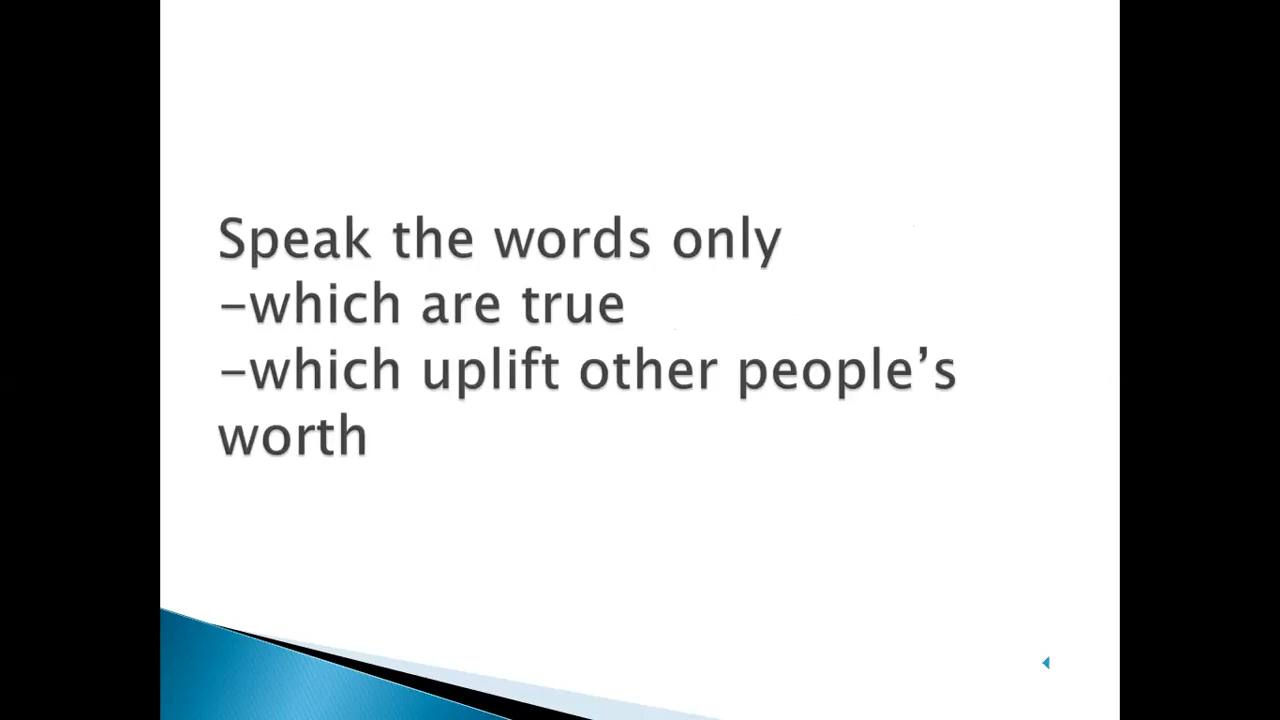 Speak the words only
-which are true
-which uplift other people’s
worth